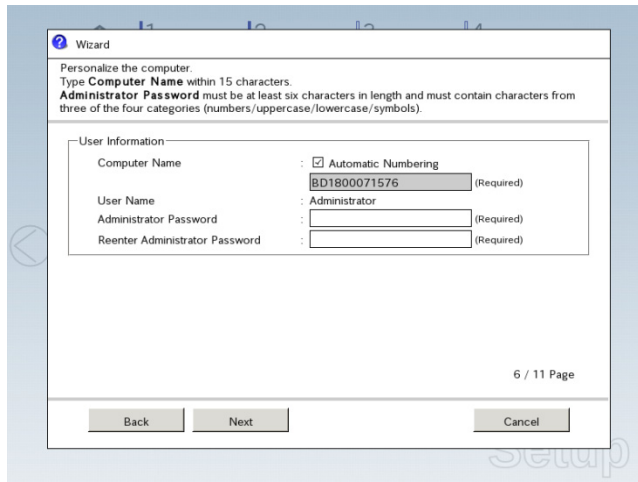 Wizard
Personalize the computer.
Type Computer Name within 15 characters.
Administrator Password must be at least six characters in length and must contain characters from
three of the four categories (numbers/uppercase/lowercase/symbols).
User Information
Computer Name : Automatic Numbering
BD1800071576 (Required)
User Name : Administrator
Administrator Password : (Required)
Reenter Administrator Password : (Required)
6 / 11 Page
Back Next Cancel
Setup